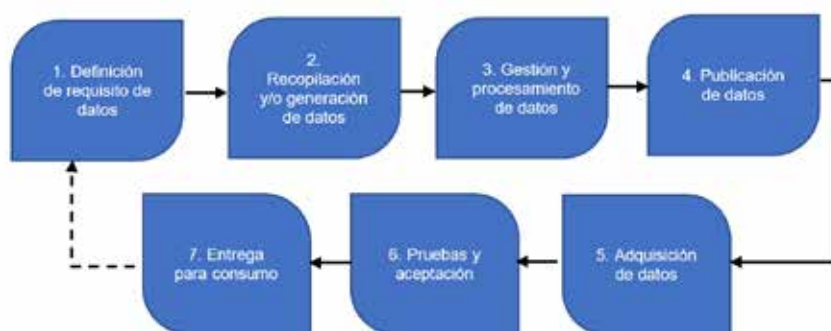 1. Definición
de requisito de
datos
2.
Recopilación
y/o generación
de datos
3. Gestión y
procesamiento
de datos
4. Publicación
de datos
5. Adquisición
de datos
6. Pruebas y
aceptación
7. Entrega
para consumo